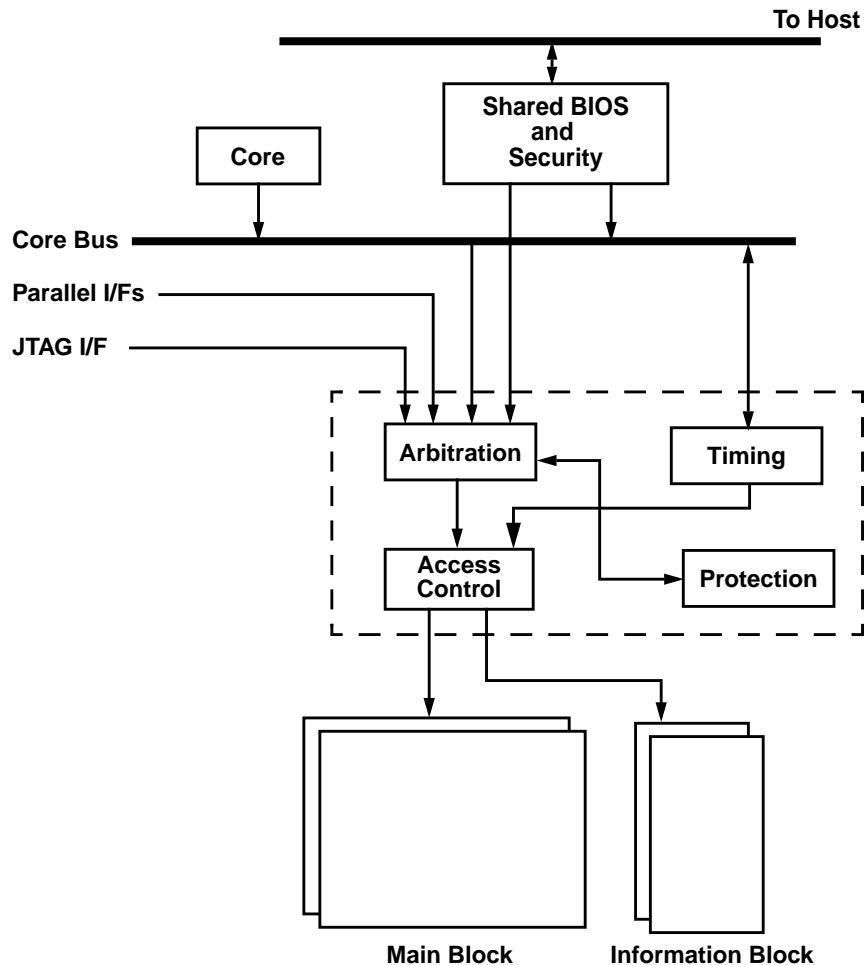 To Host
Shared BIOS
and
Security
Core
Core Bus
Parallel I/Fs
JTAG I/F
Arbitration
Timing
Access
Control
Protection
Main Block
Information Block